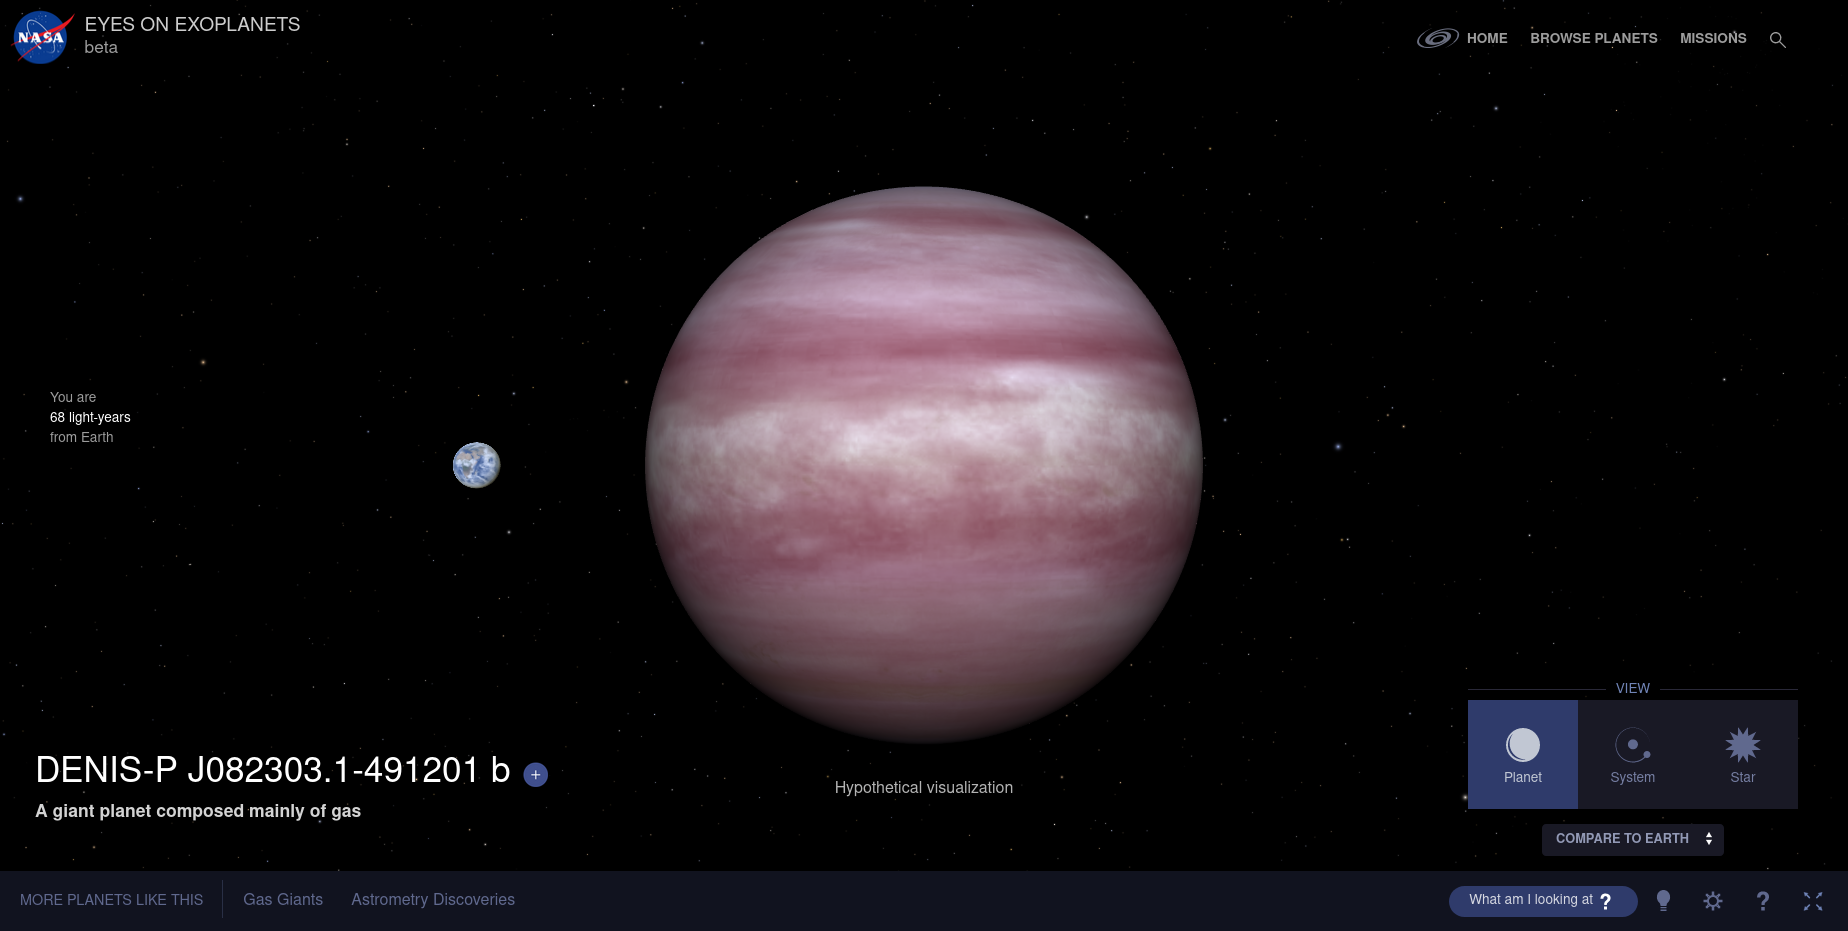 NASA
EYES ON EXOPLANETS
beta
HOME BROWSE PLANETS MISSIONS
You are
68 light-years
from Earth
VIEW
Planet System Star
DENIS-P J082303.1-491201 b +
A giant planet composed mainly of gas
Hypothetical visualization
COMPARE TO EARTH
MORE PLANETS LIKE THIS Gas Giants Astrometry Discoveries
What am I looking at ? ?